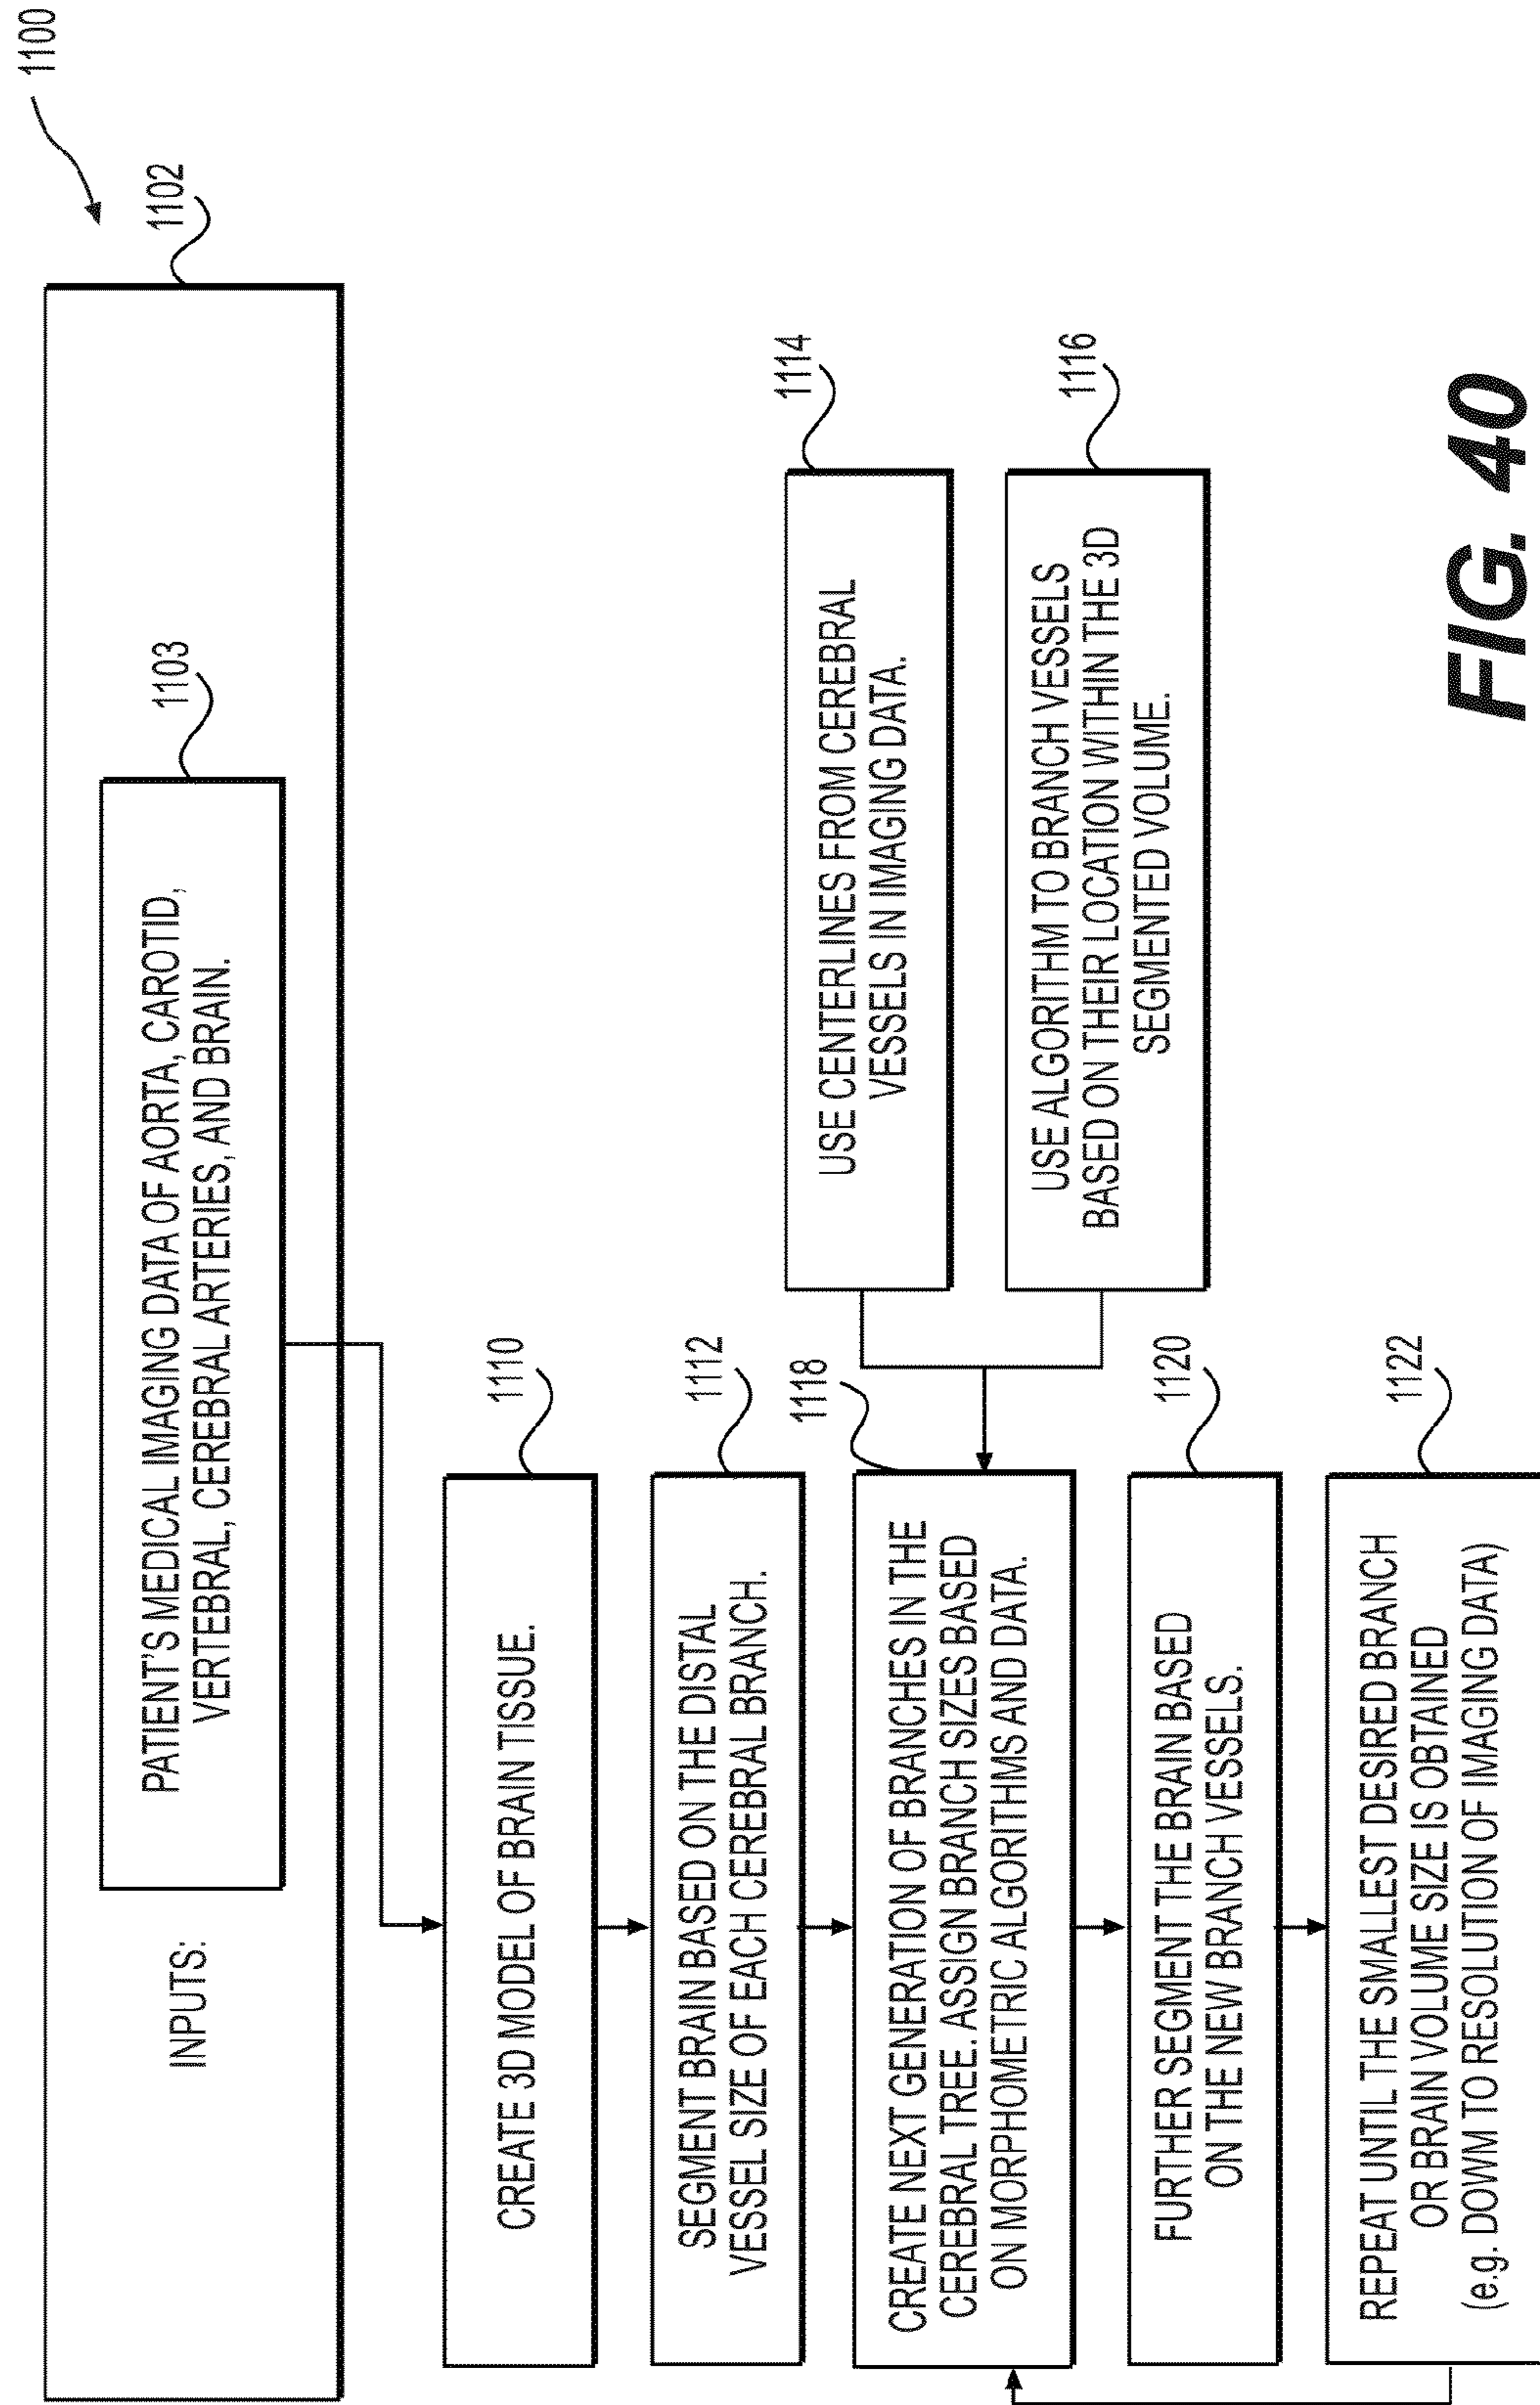 1100
1102
1103
INPUTS:
PATIENT'S MEDICAL IMAGING DATA OF AORTA, CAROTID,
VERTEBRAL, CEREBRAL ARTERIES, AND BRAIN.
1110
CREATE 3D MODEL OF BRAIN TISSUE.
1112
SEGMENT BRAIN BASED ON THE DISTAL
VESSEL SIZE OF EACH CEREBRAL BRANCH.
1114
USE CENTERLINES FROM CEREBRAL
VESSELS IN IMAGING DATA.
1116
USE ALGORITHM TO BRANCH VESSELS
BASED ON THEIR LOCATION WITHIN THE 3D
SEGMENTED VOLUME.
1118
CREATE NEXT GENERATION OF BRANCHES IN THE
CEREBRAL TREE. ASSIGN BRANCH SIZES BASED
ON MORPHOMETRIC ALGORITHMS AND DATA.
1120
FURTHER SEGMENT THE BRAIN BASED
ON THE NEW BRANCH VESSELS.
1122
REPEAT UNTIL THE SMALLEST DESIRED BRANCH
OR BRAIN VOLUME SIZE IS OBTAINED
(e.g. DOWM TO RESOLUTION OF IMAGING DATA)
FIG. 40